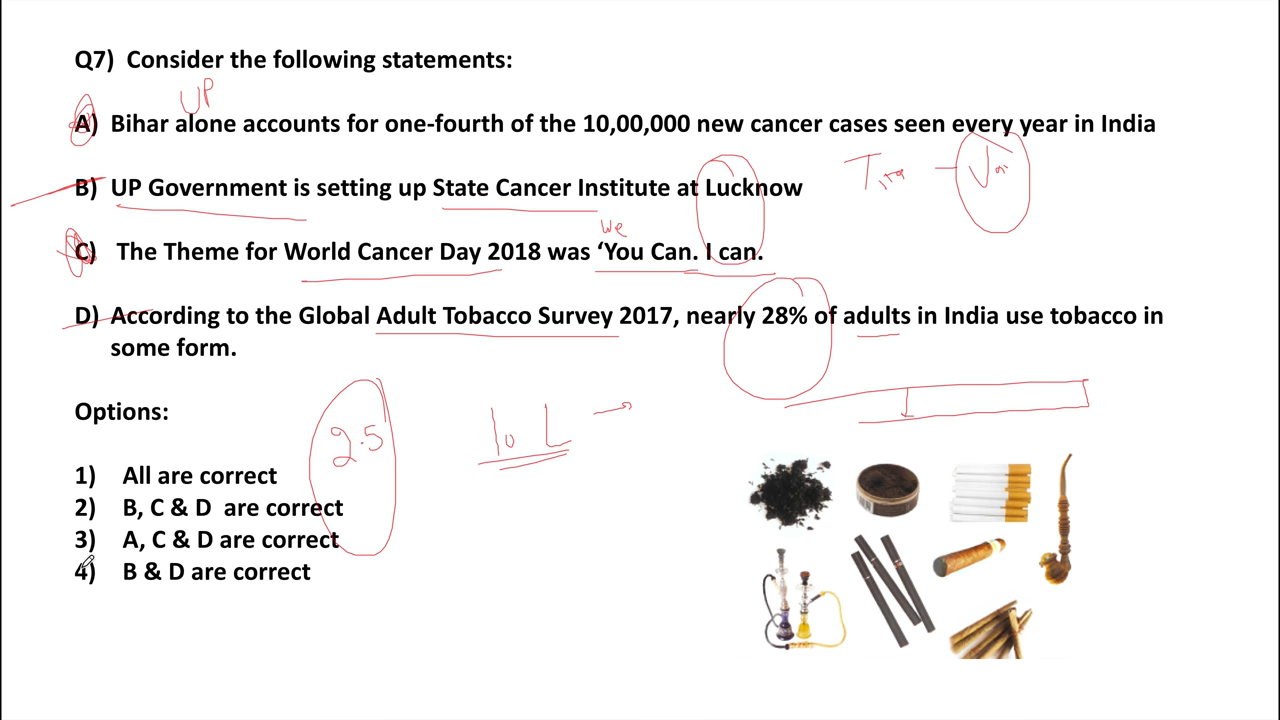 Q7) Consider the following statements:
UP
A) Bihar alone accounts for one-fourth of the 10,00,000 new cancer cases seen every year in India
B) UP Government is setting up State Cancer Institute at Lucknow
We
C) The Theme for World Cancer Day 2018 was ‘You Can. I can.
D) According to the Global Adult Tobacco Survey 2017, nearly 28% of adults in India use tobacco in
some form.
Options:
2.5
10 L
1) All are correct
2) B, C & D are correct
3) A, C & D are correct
4) B & D are correct